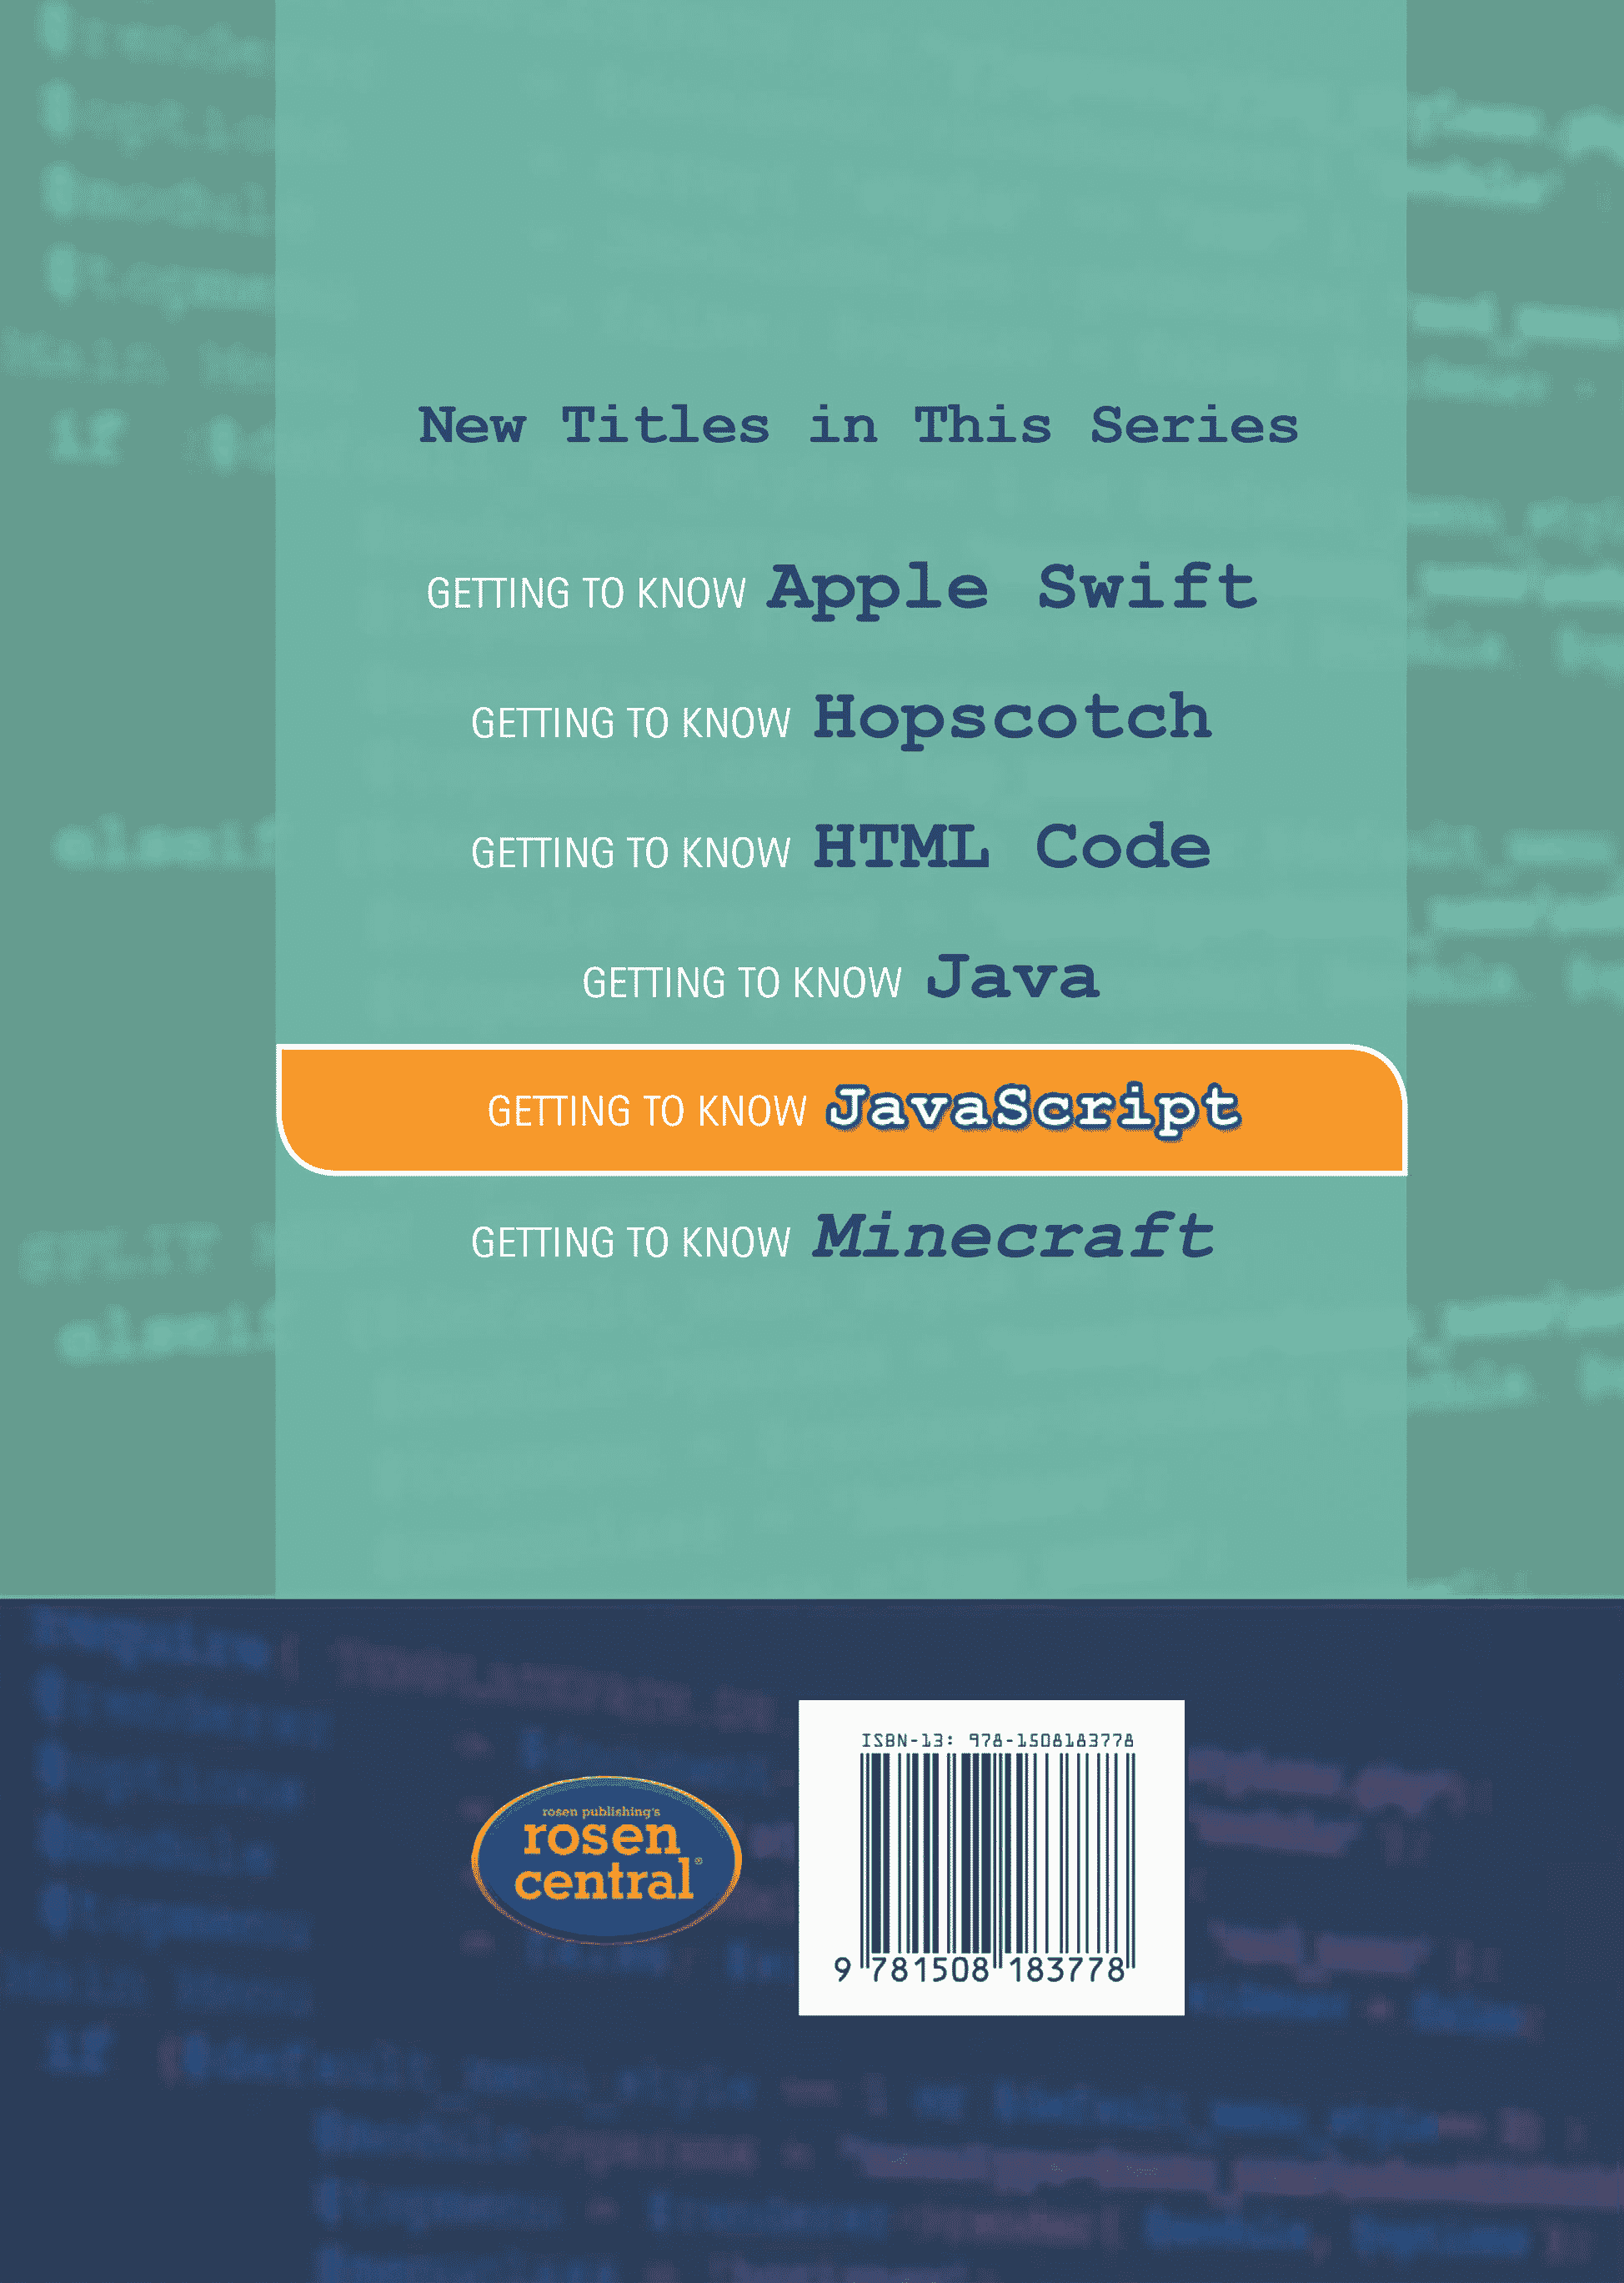 New Titles in This Series
GETTING TO KNOW Apple Swift
GETTING TO KNOW Hopscotch
GETTING TO KNOW HTML Code
GETTING TO KNOW Java
GETTING TO KNOW JavaScript
GETTING TO KNOW Minecraft
rosen publishing's
rosen
central®
ISBN-13: 978-1508183778
9 781508 183778